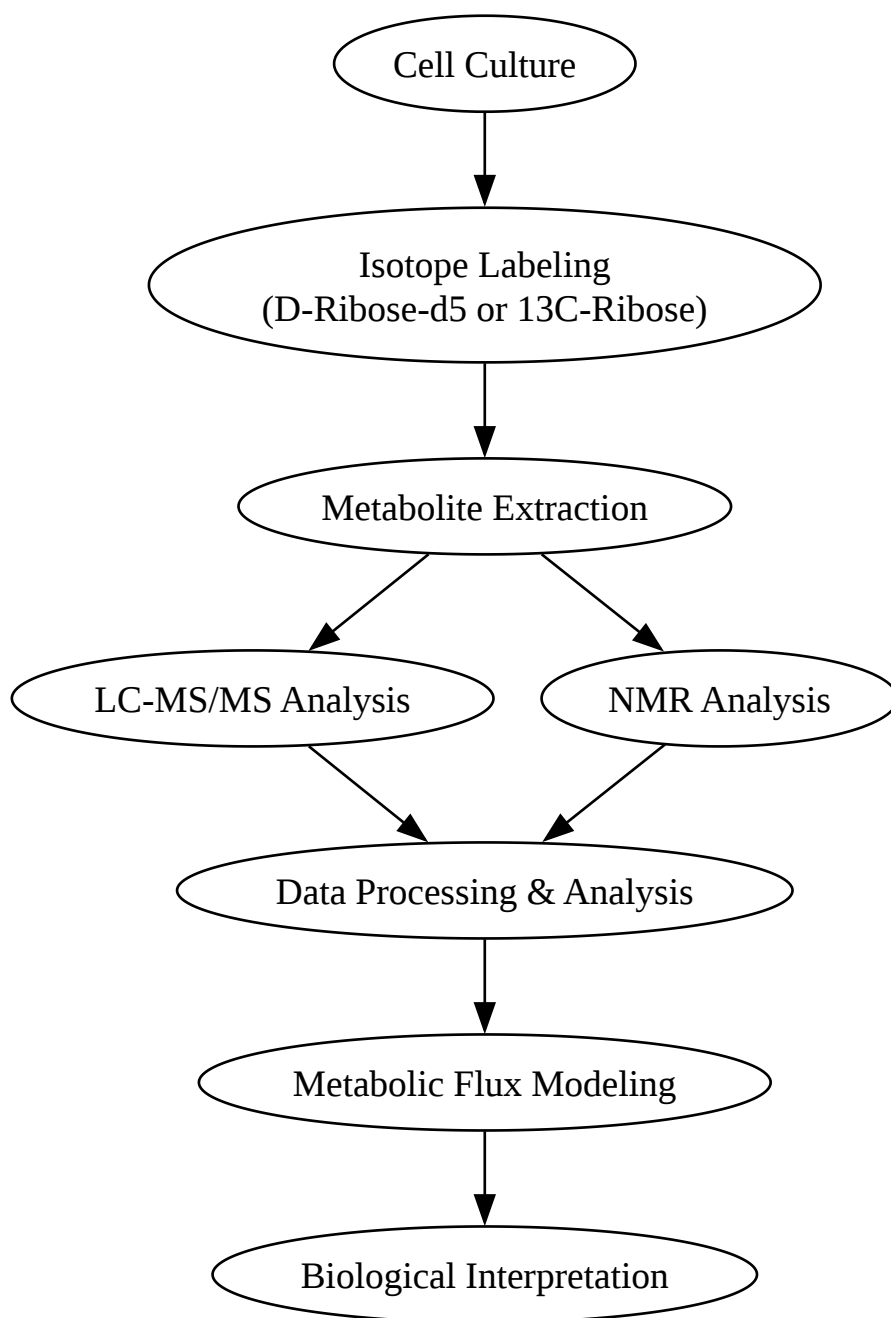 Cell Culture
Isotope Labeling
(D-Ribose-d5 or 13C-Ribose)
Metabolite Extraction
LC-MS/MS Analysis
NMR Analysis
Data Processing & Analysis
Metabolic Flux Modeling
Biological Interpretation